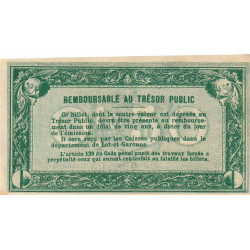 REMBOURSABLE AU TRÉSOR PUBLIC
Ce Billet, dont la contre-valeur est déposée au
Trésor Public, devra être présenté au rembourse-
ment dans un délai de cinq ans, à dater du jour
de l'émission.
Il sera reçu par les Caisses publiques dans le
département de Lot-et-Garonne.
L'article 139 du Code pénal punit des travaux forcés à
perpétuité ceux qui auront contrefait ou falsifié les billets.